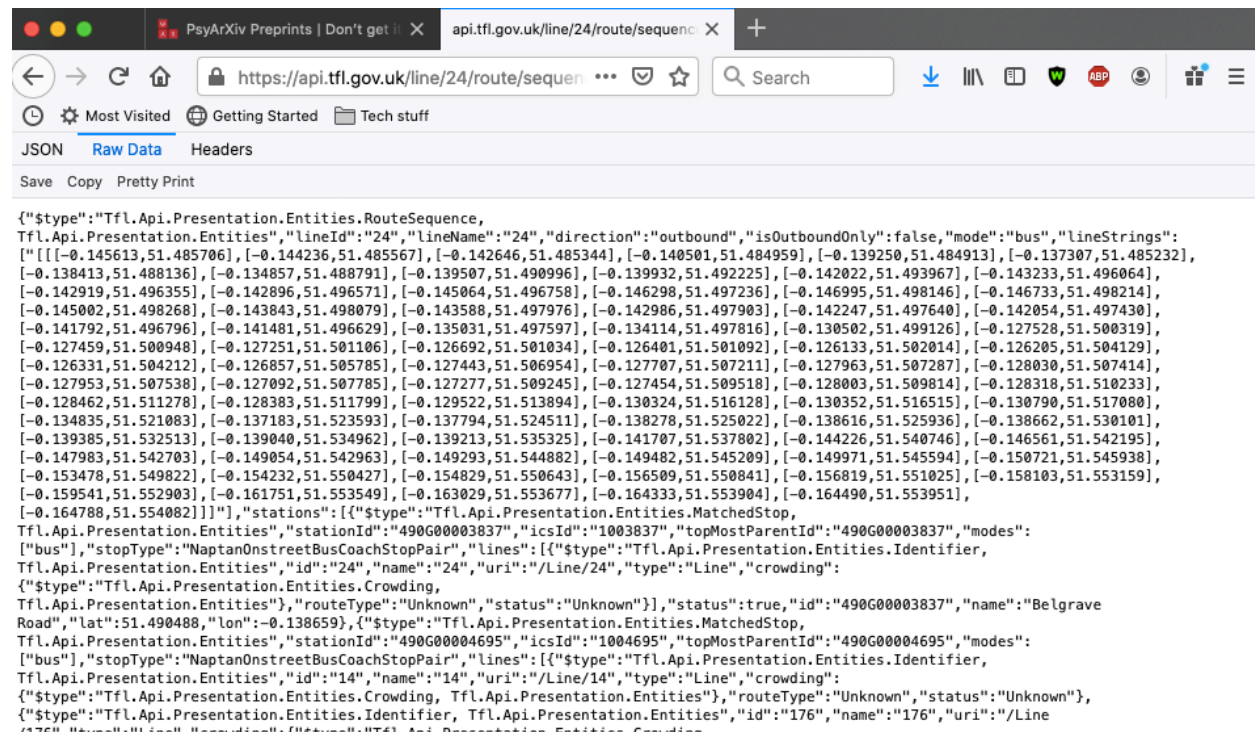 PsyArXiv Preprints | Don't get i
api.tfl.gov.uk/line/24/route/sequenc
https://api.tfl.gov.uk/line/24/route/sequen
Search
ABP
Most Visited Getting Started Tech stuff
JSON Raw Data Headers
Save Copy Pretty Print
{"$type":"Tfl.Api.Presentation.Entities.RouteSequence,
Tfl.Api.Presentation.Entities","lineId":"24","lineName":"24","direction":"outbound","isOutboundOnly":false,"mode":"bus","lineStrings":
["[[[-0.145613,51.485706],[-0.144236,51.485567],[-0.142646,51.485344],[-0.140501,51.484959],[-0.139250,51.484913],[-0.137307,51.485232],
[-0.138413,51.488136],[-0.134857,51.488791],[-0.139507,51.490996],[-0.139932,51.492225],[-0.142022,51.493967],[-0.143233,51.496064],
[-0.142919,51.496355],[-0.142896,51.496571],[-0.145064,51.496758],[-0.146298,51.497236],[-0.146995,51.498146],[-0.146733,51.498214],
[-0.145002,51.498268],[-0.143843,51.498079],[-0.143588,51.497976],[-0.142986,51.497903],[-0.142247,51.497640],[-0.142054,51.497430],
[-0.141792,51.496796],[-0.141481,51.496629],[-0.135031,51.497597],[-0.134114,51.497816],[-0.130502,51.499126],[-0.127528,51.500319],
[-0.127459,51.500948],[-0.127251,51.501106],[-0.126692,51.501034],[-0.126401,51.501092],[-0.126133,51.502014],[-0.126205,51.504129],
[-0.126331,51.504212],[-0.126857,51.505785],[-0.127443,51.506954],[-0.127707,51.507211],[-0.127963,51.507287],[-0.128030,51.507414],
[-0.127953,51.507538],[-0.127092,51.507785],[-0.127277,51.509245],[-0.127454,51.509518],[-0.128003,51.509814],[-0.128318,51.510233],
[-0.128462,51.511278],[-0.128383,51.511799],[-0.129522,51.513894],[-0.130324,51.516128],[-0.130352,51.516515],[-0.130790,51.517080],
[-0.134835,51.521083],[-0.137183,51.523593],[-0.137794,51.524511],[-0.138278,51.525022],[-0.138616,51.525936],[-0.138662,51.530101],
[-0.139385,51.532513],[-0.139040,51.534962],[-0.139213,51.535325],[-0.141707,51.537802],[-0.144226,51.540746],[-0.146561,51.542195],
[-0.147983,51.542703],[-0.149054,51.542963],[-0.149293,51.544882],[-0.149482,51.545209],[-0.149971,51.545594],[-0.150721,51.545938],
[-0.153478,51.549822],[-0.154232,51.550427],[-0.154829,51.550643],[-0.156509,51.550841],[-0.156819,51.551025],[-0.158103,51.553159],
[-0.159541,51.552903],[-0.161751,51.553549],[-0.163029,51.553677],[-0.164333,51.553904],[-0.164490,51.553951],
[-0.164788,51.554082]]]"],"stations":[{"$type":"Tfl.Api.Presentation.Entities.MatchedStop,
Tfl.Api.Presentation.Entities","stationId":"490G00003837","icsId":"1003837","topMostParentId":"490G00003837","modes":
["bus"],"stopType":"NaptanOnstreetBusCoachStopPair","lines":[{"$type":"Tfl.Api.Presentation.Entities.Identifier,
Tfl.Api.Presentation.Entities","id":"24","name":"24","uri":"/Line/24","type":"Line","crowding":
{"$type":"Tfl.Api.Presentation.Entities.Crowding,
Tfl.Api.Presentation.Entities"},"routeType":"Unknown","status":"Unknown"}],"status":true,"id":"490G00003837","name":"Belgrave
Road","lat":51.490488,"lon":-0.138659},{"$type":"Tfl.Api.Presentation.Entities.MatchedStop,
Tfl.Api.Presentation.Entities","stationId":"490G00004695","icsId":"1004695","topMostParentId":"490G00004695","modes":
["bus"],"stopType":"NaptanOnstreetBusCoachStopPair","lines":[{"$type":"Tfl.Api.Presentation.Entities.Identifier,
Tfl.Api.Presentation.Entities","id":"14","name":"14","uri":"/Line/14","type":"Line","crowding":
{"$type":"Tfl.Api.Presentation.Entities.Crowding, Tfl.Api.Presentation.Entities"},"routeType":"Unknown","status":"Unknown"},
{"$type":"Tfl.Api.Presentation.Entities.Identifier, Tfl.Api.Presentation.Entities","id":"176","name":"176","uri":"/Line
/176","type":"Line","crowding":{"$type":"Tfl.Api.Presentation.Entities.Crowding,